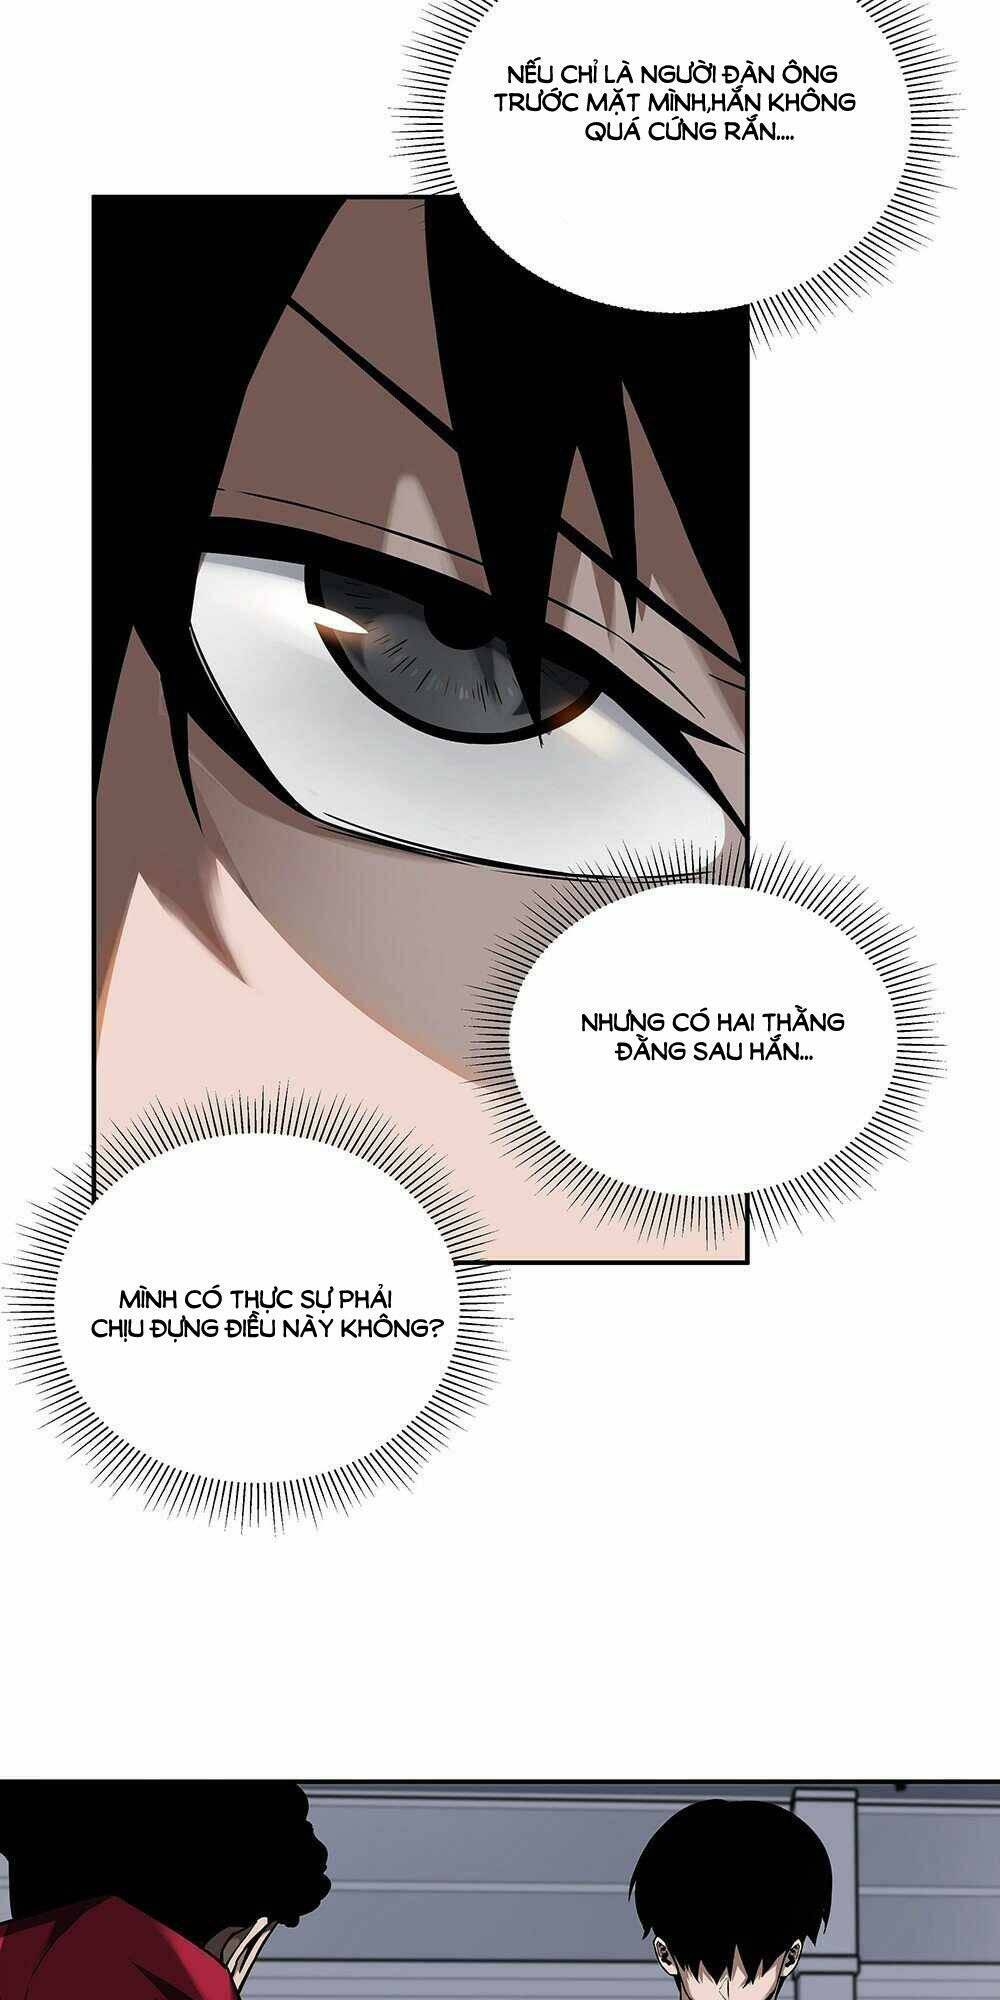 NẾU CHỈ LÀ NGƯỜI ĐÀN ÔNG
TRƯỚC MẶT MÌNH,HẮN KHÔNG
QUÁ CỨNG RẮN....
NHƯNG CÓ HAI THẰNG
ĐẰNG SAU HẮN...
MÌNH CÓ THỰC SỰ PHẢI
CHỊU ĐỰNG ĐIỀU NÀY KHÔNG?